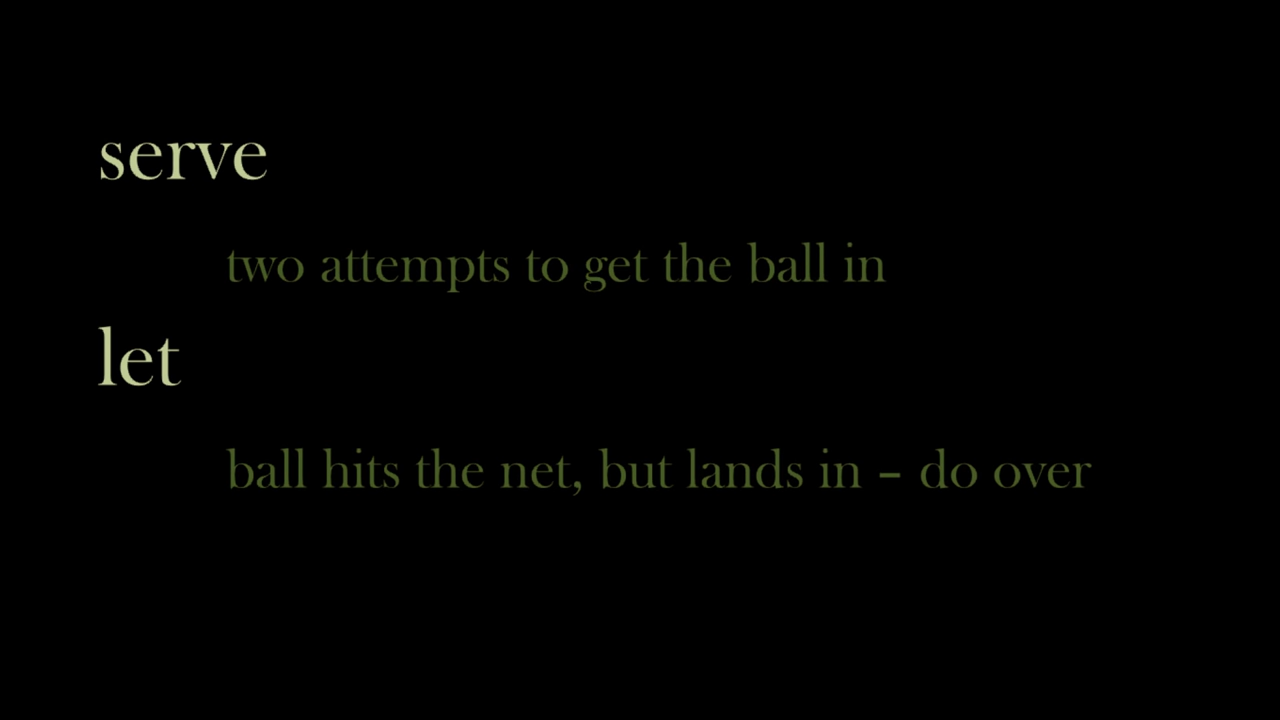 serve
two attempts to get the ball in
let
ball hits the net, but lands in – do over